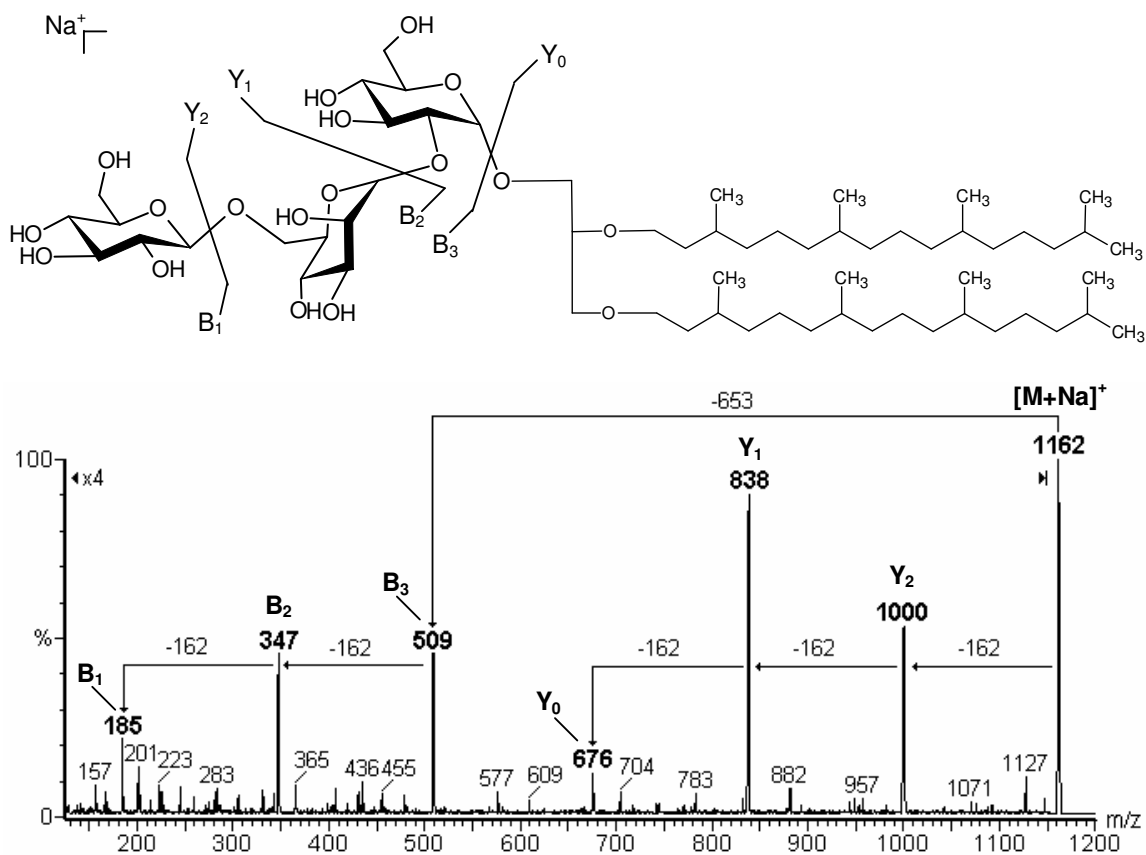 Na⁺
OH
Y₁
Y₀
O
HO
HO
Y₂
OH
O
O
O
O
HO
HO
OH
O
HO
B₂
B₃
OH
OH
B₁
CH₃
CH₃
CH₃
CH₃
O
CH₃
CH₃
CH₃
CH₃
CH₃
O
CH₃
-653
[M+Na]⁺
100
x4
Y₁
838
1162
%
B₁
185
-162
B₂
347
-162
B₃
509
Y₀
676
-162
-162
Y₂
1000
-162
157
201
223
283
365
436
455
577
609
704
783
882
957
1071
1127
0
200
300
400
500
600
700
800
900
1000
1100
1200
m/z